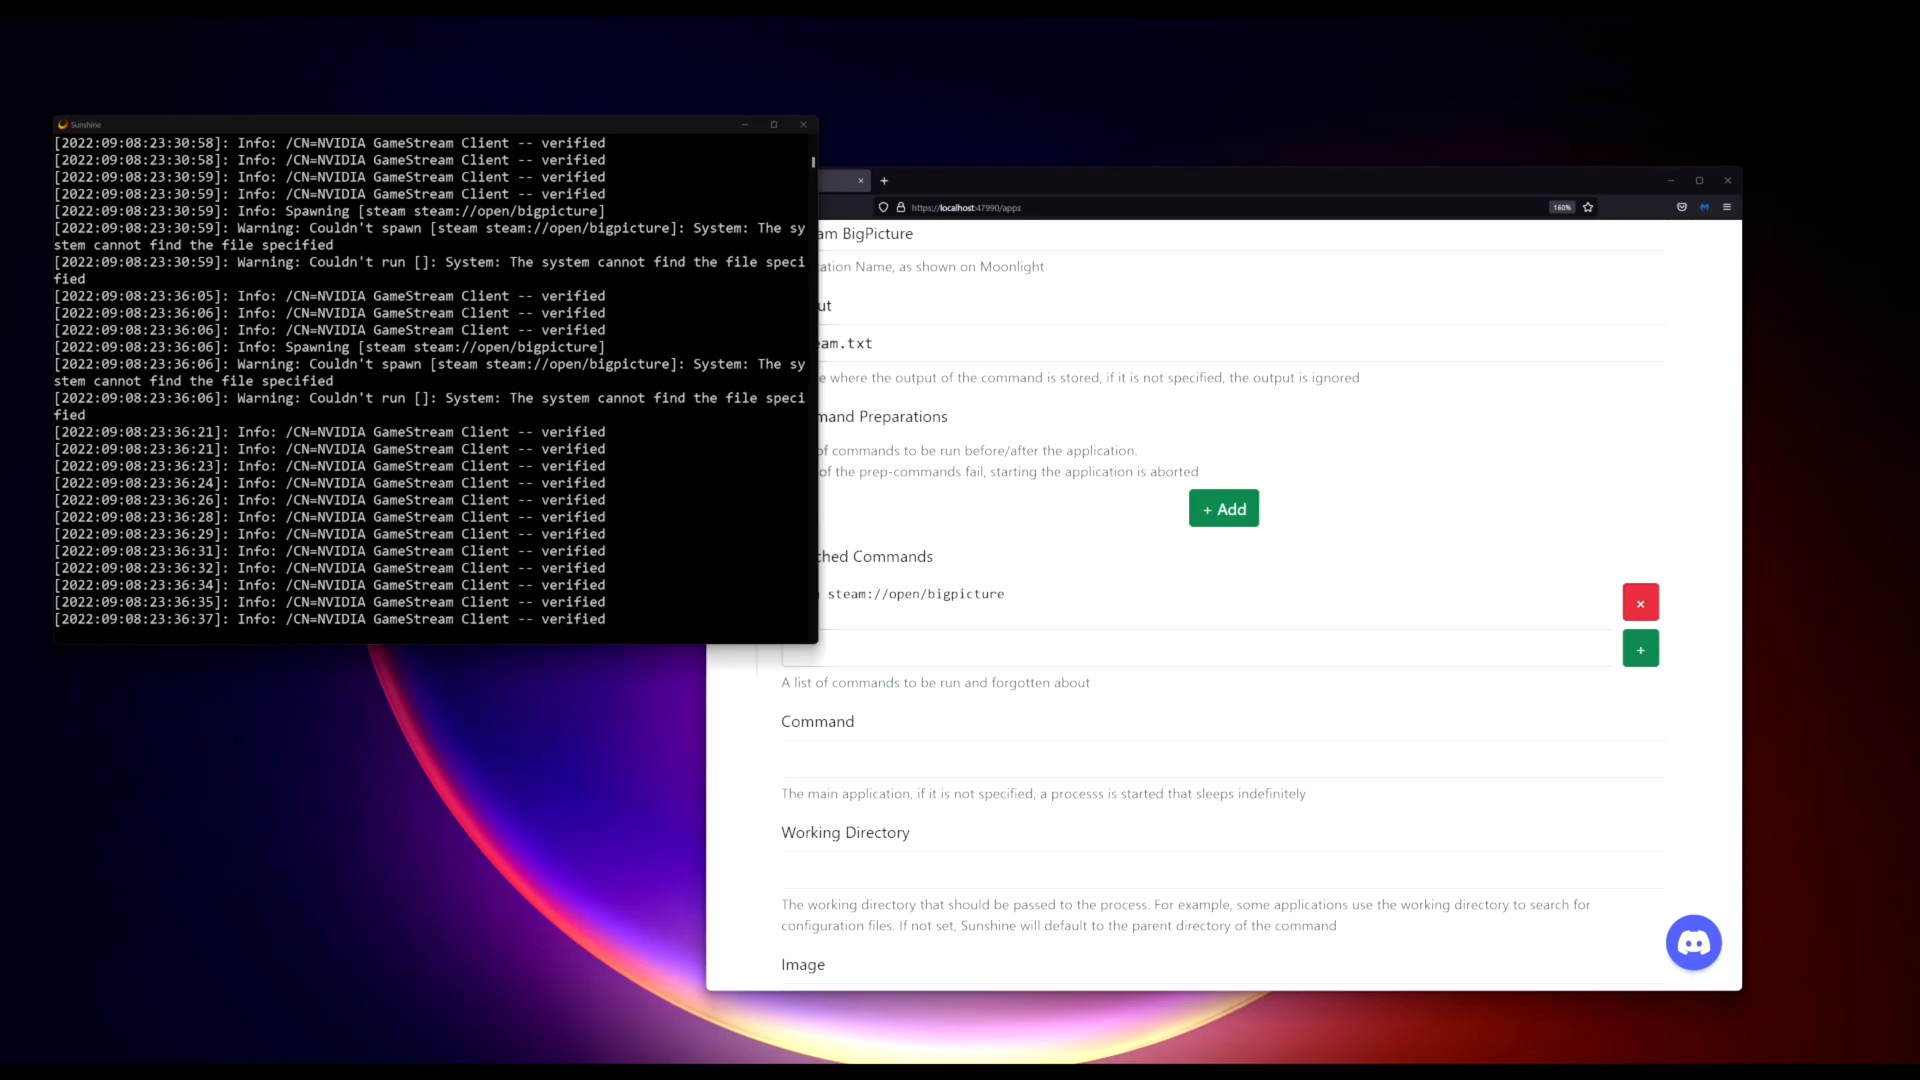 Sunshine
[2022:09:08:23:30:58]: Info: /CN=NVIDIA GameStream Client -- verified
[2022:09:08:23:30:58]: Info: /CN=NVIDIA GameStream Client -- verified
[2022:09:08:23:30:59]: Info: /CN=NVIDIA GameStream Client -- verified
[2022:09:08:23:30:59]: Info: /CN=NVIDIA GameStream Client -- verified
[2022:09:08:23:30:59]: Info: Spawning [steam steam://open/bigpicture]
[2022:09:08:23:30:59]: Warning: Couldn't spawn [steam steam://open/bigpicture]: System: The sy
stem cannot find the file specified
[2022:09:08:23:30:59]: Warning: Couldn't run []: System: The system cannot find the file speci
fied
[2022:09:08:23:36:05]: Info: /CN=NVIDIA GameStream Client -- verified
[2022:09:08:23:36:06]: Info: /CN=NVIDIA GameStream Client -- verified
[2022:09:08:23:36:06]: Info: /CN=NVIDIA GameStream Client -- verified
[2022:09:08:23:36:06]: Info: Spawning [steam steam://open/bigpicture]
[2022:09:08:23:36:06]: Warning: Couldn't spawn [steam steam://open/bigpicture]: System: The sy
stem cannot find the file specified
[2022:09:08:23:36:06]: Warning: Couldn't run []: System: The system cannot find the file speci
fied
[2022:09:08:23:36:21]: Info: /CN=NVIDIA GameStream Client -- verified
[2022:09:08:23:36:21]: Info: /CN=NVIDIA GameStream Client -- verified
[2022:09:08:23:36:23]: Info: /CN=NVIDIA GameStream Client -- verified
[2022:09:08:23:36:24]: Info: /CN=NVIDIA GameStream Client -- verified
[2022:09:08:23:36:26]: Info: /CN=NVIDIA GameStream Client -- verified
[2022:09:08:23:36:28]: Info: /CN=NVIDIA GameStream Client -- verified
[2022:09:08:23:36:29]: Info: /CN=NVIDIA GameStream Client -- verified
[2022:09:08:23:36:31]: Info: /CN=NVIDIA GameStream Client -- verified
[2022:09:08:23:36:32]: Info: /CN=NVIDIA GameStream Client -- verified
[2022:09:08:23:36:34]: Info: /CN=NVIDIA GameStream Client -- verified
[2022:09:08:23:36:35]: Info: /CN=NVIDIA GameStream Client -- verified
[2022:09:08:23:36:37]: Info: /CN=NVIDIA GameStream Client -- verified
https://localhost:47990/apps
160%
am BigPicture
ation Name, as shown on Moonlight
ut
am.txt
e where the output of the command is stored, if it is not specified, the output is ignored
mand Preparations
of commands to be run before/after the application.
of the prep-commands fail, starting the application is aborted
+ Add
ched Commands
steam://open/bigpicture
A list of commands to be run and forgotten about
Command
The main application, if it is not specified, a processs is started that sleeps indefinitely
Working Directory
The working directory that should be passed to the process. For example, some applications use the working directory to search for
configuration files. If not set, Sunshine will default to the parent directory of the command
Image